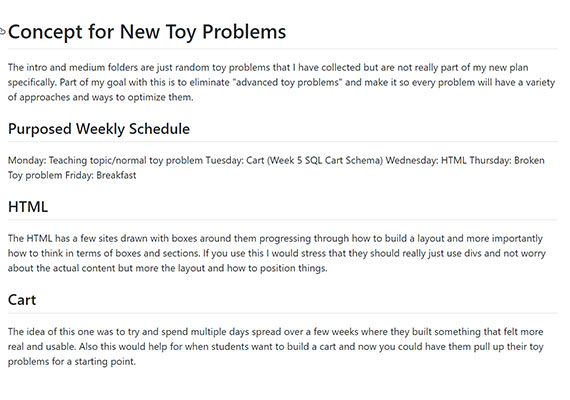 Concept for New Toy Problems
The intro and medium folders are just random toy problems that I have collected but are not really part of my new plan
specifically. Part of my goal with this is to eliminate "advanced toy problems" and make it so every problem will have a variety
of approaches and ways to optimize them.
Purposed Weekly Schedule
Monday: Teaching topic/normal toy problem Tuesday: Cart (Week 5 SQL Cart Schema) Wednesday: HTML Thursday: Broken
Toy problem Friday: Breakfast
HTML
The HTML has a few sites drawn with boxes around them progressing through how to build a layout and more importantly
how to think in terms of boxes and sections. If you use this I would stress that they should really just use divs and not worry
about the actual content but more the layout and how to position things.
Cart
The idea of this one was to try and spend multiple days spread over a few weeks where they built something that felt more
real and usable. Also this would help for when students want to build a cart and now you could have them pull up their toy
problems for a starting point.